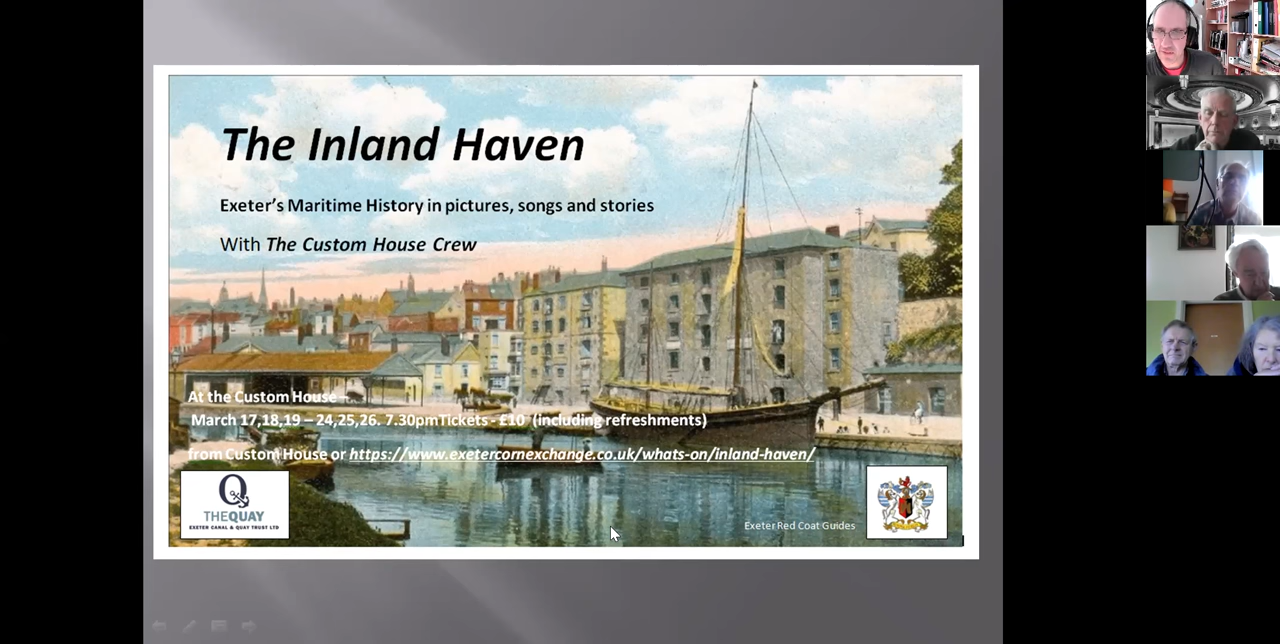 The Inland Haven
Exeter's Maritime History in pictures, songs and stories
With The Custom House Crew
At the Custom House –
March 17,18,19 – 24,25,26. 7.30pmTickets - £10 (including refreshments)
from Custom House or https://www.exetercornexchange.co.uk/whats-on/inland-haven/
THEQUAY
EXETER CANAL & QUAY TRUST LTD
Exeter Red Coat Guides